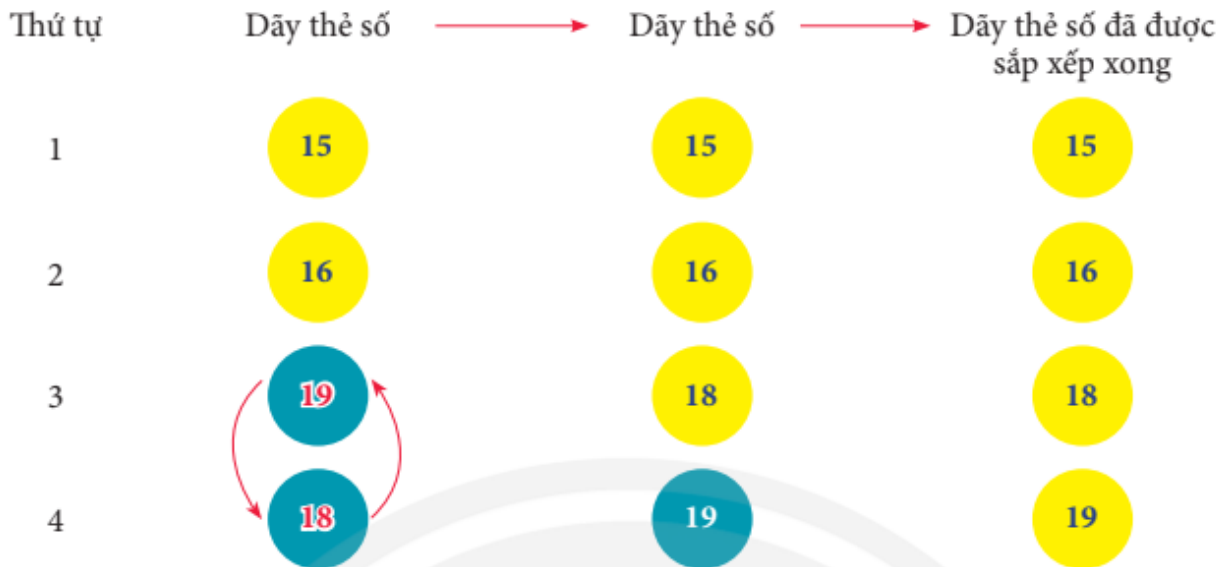 Thứ tự Dãy thẻ số Dãy thẻ số Dãy thẻ số đã được
sắp xếp xong
1 15 15 15
2 16 16 16
3 19 18 18
4 18 19 19